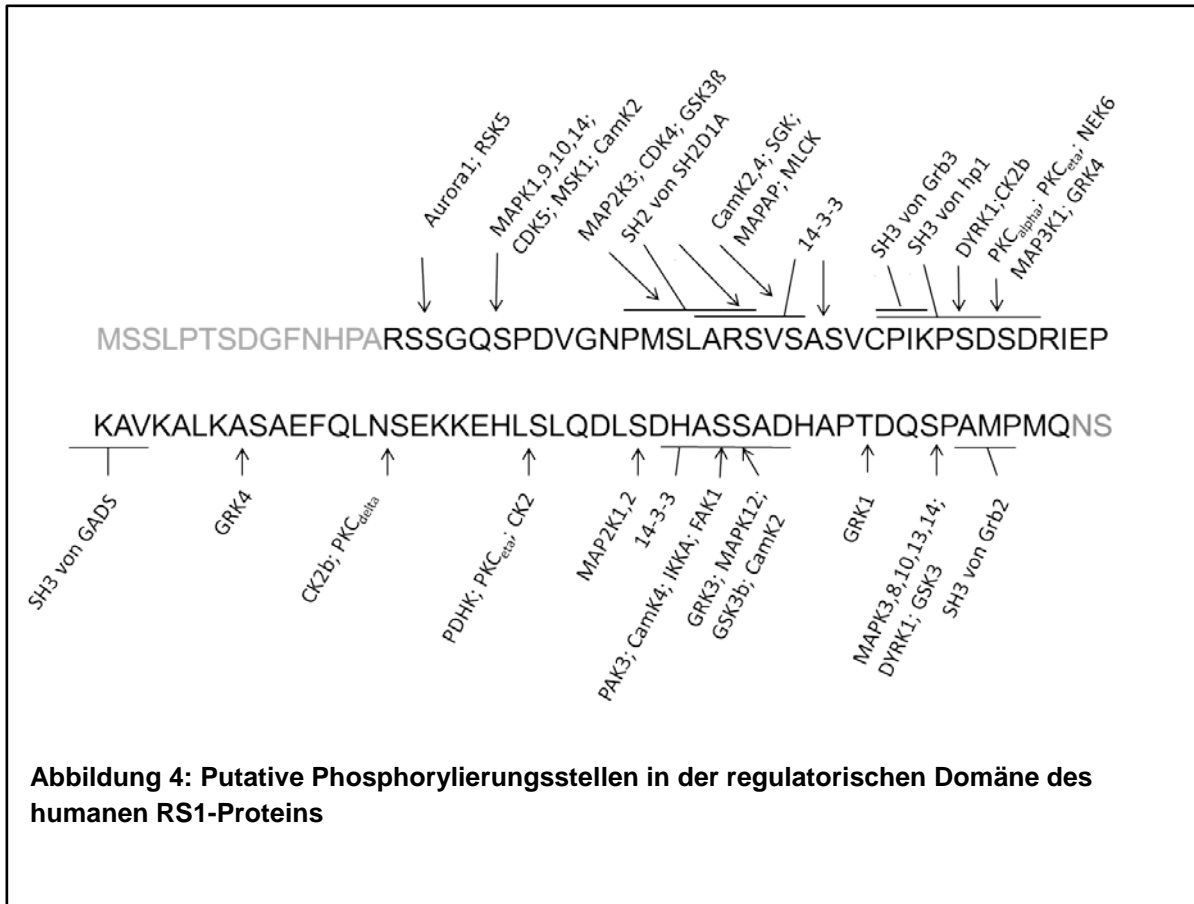 Aurora1; RSK5
MAPK1,9,10,14;
CDK5; MSK1; CamK2
MAP2K3; CDK4; GSK3ß
SH2 von SH2D1A
CamK2,4; SGK;
MAPAP; MLCK
14-3-3
SH3 von Grb3
SH3 von hp1
DYRK1;CK2b
PKCalpha; PKCeta; NEK6
MAP3K1; GRK4
MSSLPTSDGFNHPARSSGQSPDVGNPMSLARSVSASVCPIKPSDSDRIEP
KAVKALKASAEFQLNSEKKEHLSLQDLSDHASSADHAPTDQSPAMPMQNS
SH3 von GADS
GRK4
CK2b; PKCdelta
PDHK; PKCeta; CK2
MAP2K1,2
14-3-3
PAK3; CamK4; IKKA; FAK1
GRK3; MAPK12;
GSK3b; CamK2
GRK1
MAPK3,8,10,13,14;
DYRK1; GSK3
SH3 von Grb2
Abbildung 4: Putative Phosphorylierungsstellen in der regulatorischen Domäne des
humanen RS1-Proteins